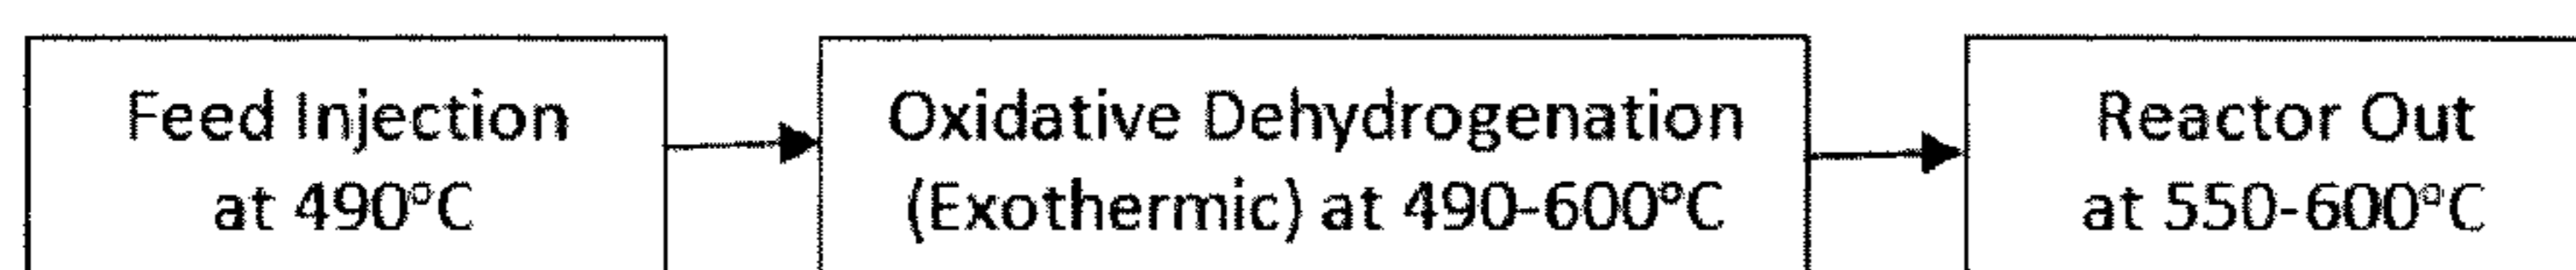 Feed Injection
at 490°C
Oxidative Dehydrogenation
(Exothermic) at 490-600°C
Reactor Out
at 550-600°C